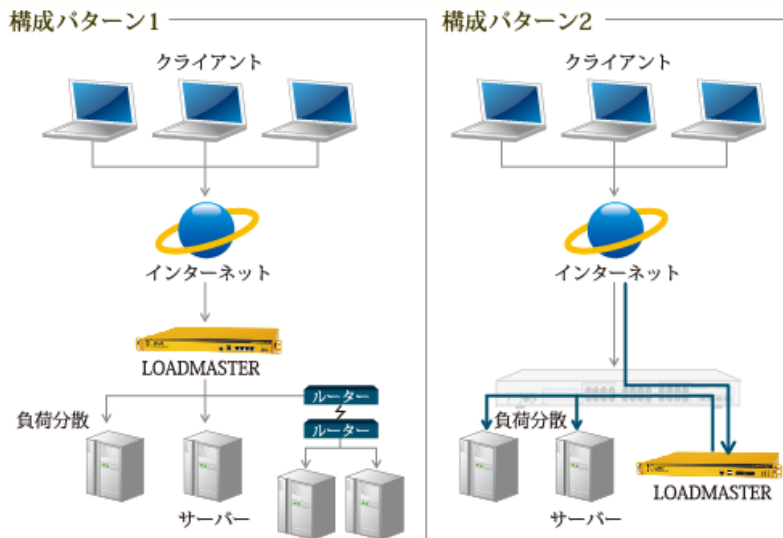 構成パターン1
クライアント
インターネット
LOADMASTER
ルーター
負荷分散
ルーター
サーバー
構成パターン2
クライアント
インターネット
負荷分散
LOADMASTER
サーバー